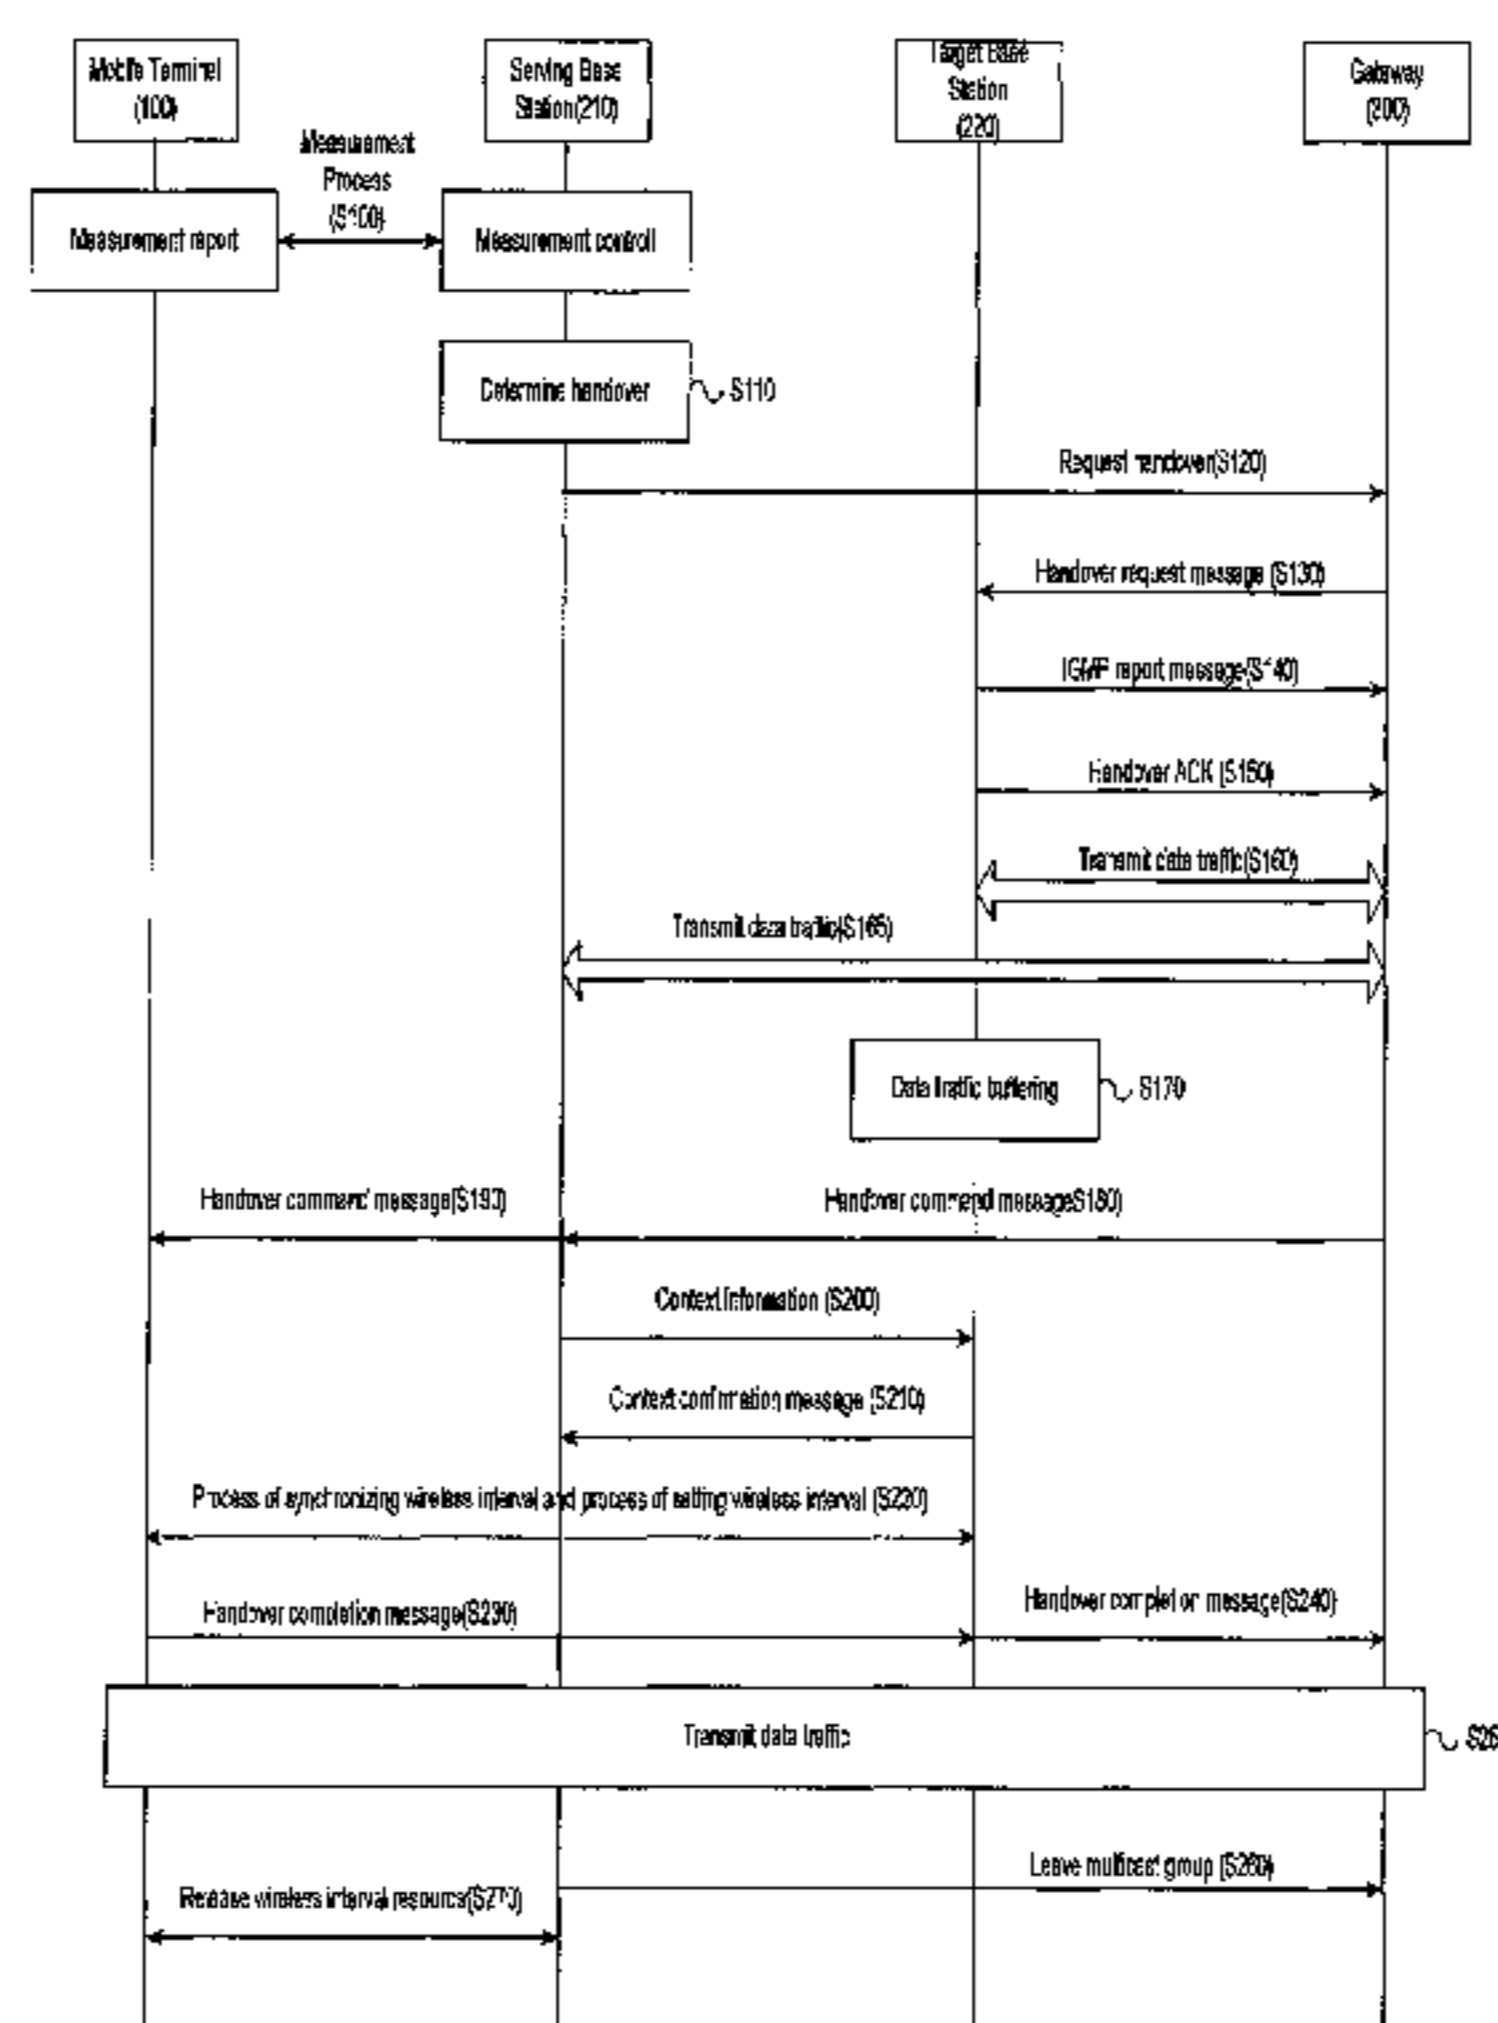 Mobile Terminal
(100)
Serving Base
Station(210)
Target Base
Station
(220)
Gateway
(300)
Measurement
Process
(S100)
Measurement report
Measurement controll
Determine handover
S110
Request handover(S120)
Handover request message (S130)
IGMP report message(S140)
Handover ACK (S150)
Transmit data traffic(S160)
Transmit data traffic(S165)
Data traffic buffering
S170
Handover command message(S190)
Handover command messageS180)
Context Information (S200)
Context confirmation message (S210)
Process of synchronizing wireless interval and process of setting wireless interval (S220)
Handover completion message(S230)
Handover completion message(S240)
Transmit data traffic
Leave multicast group (S260)
Release wireless interval resource(S270)